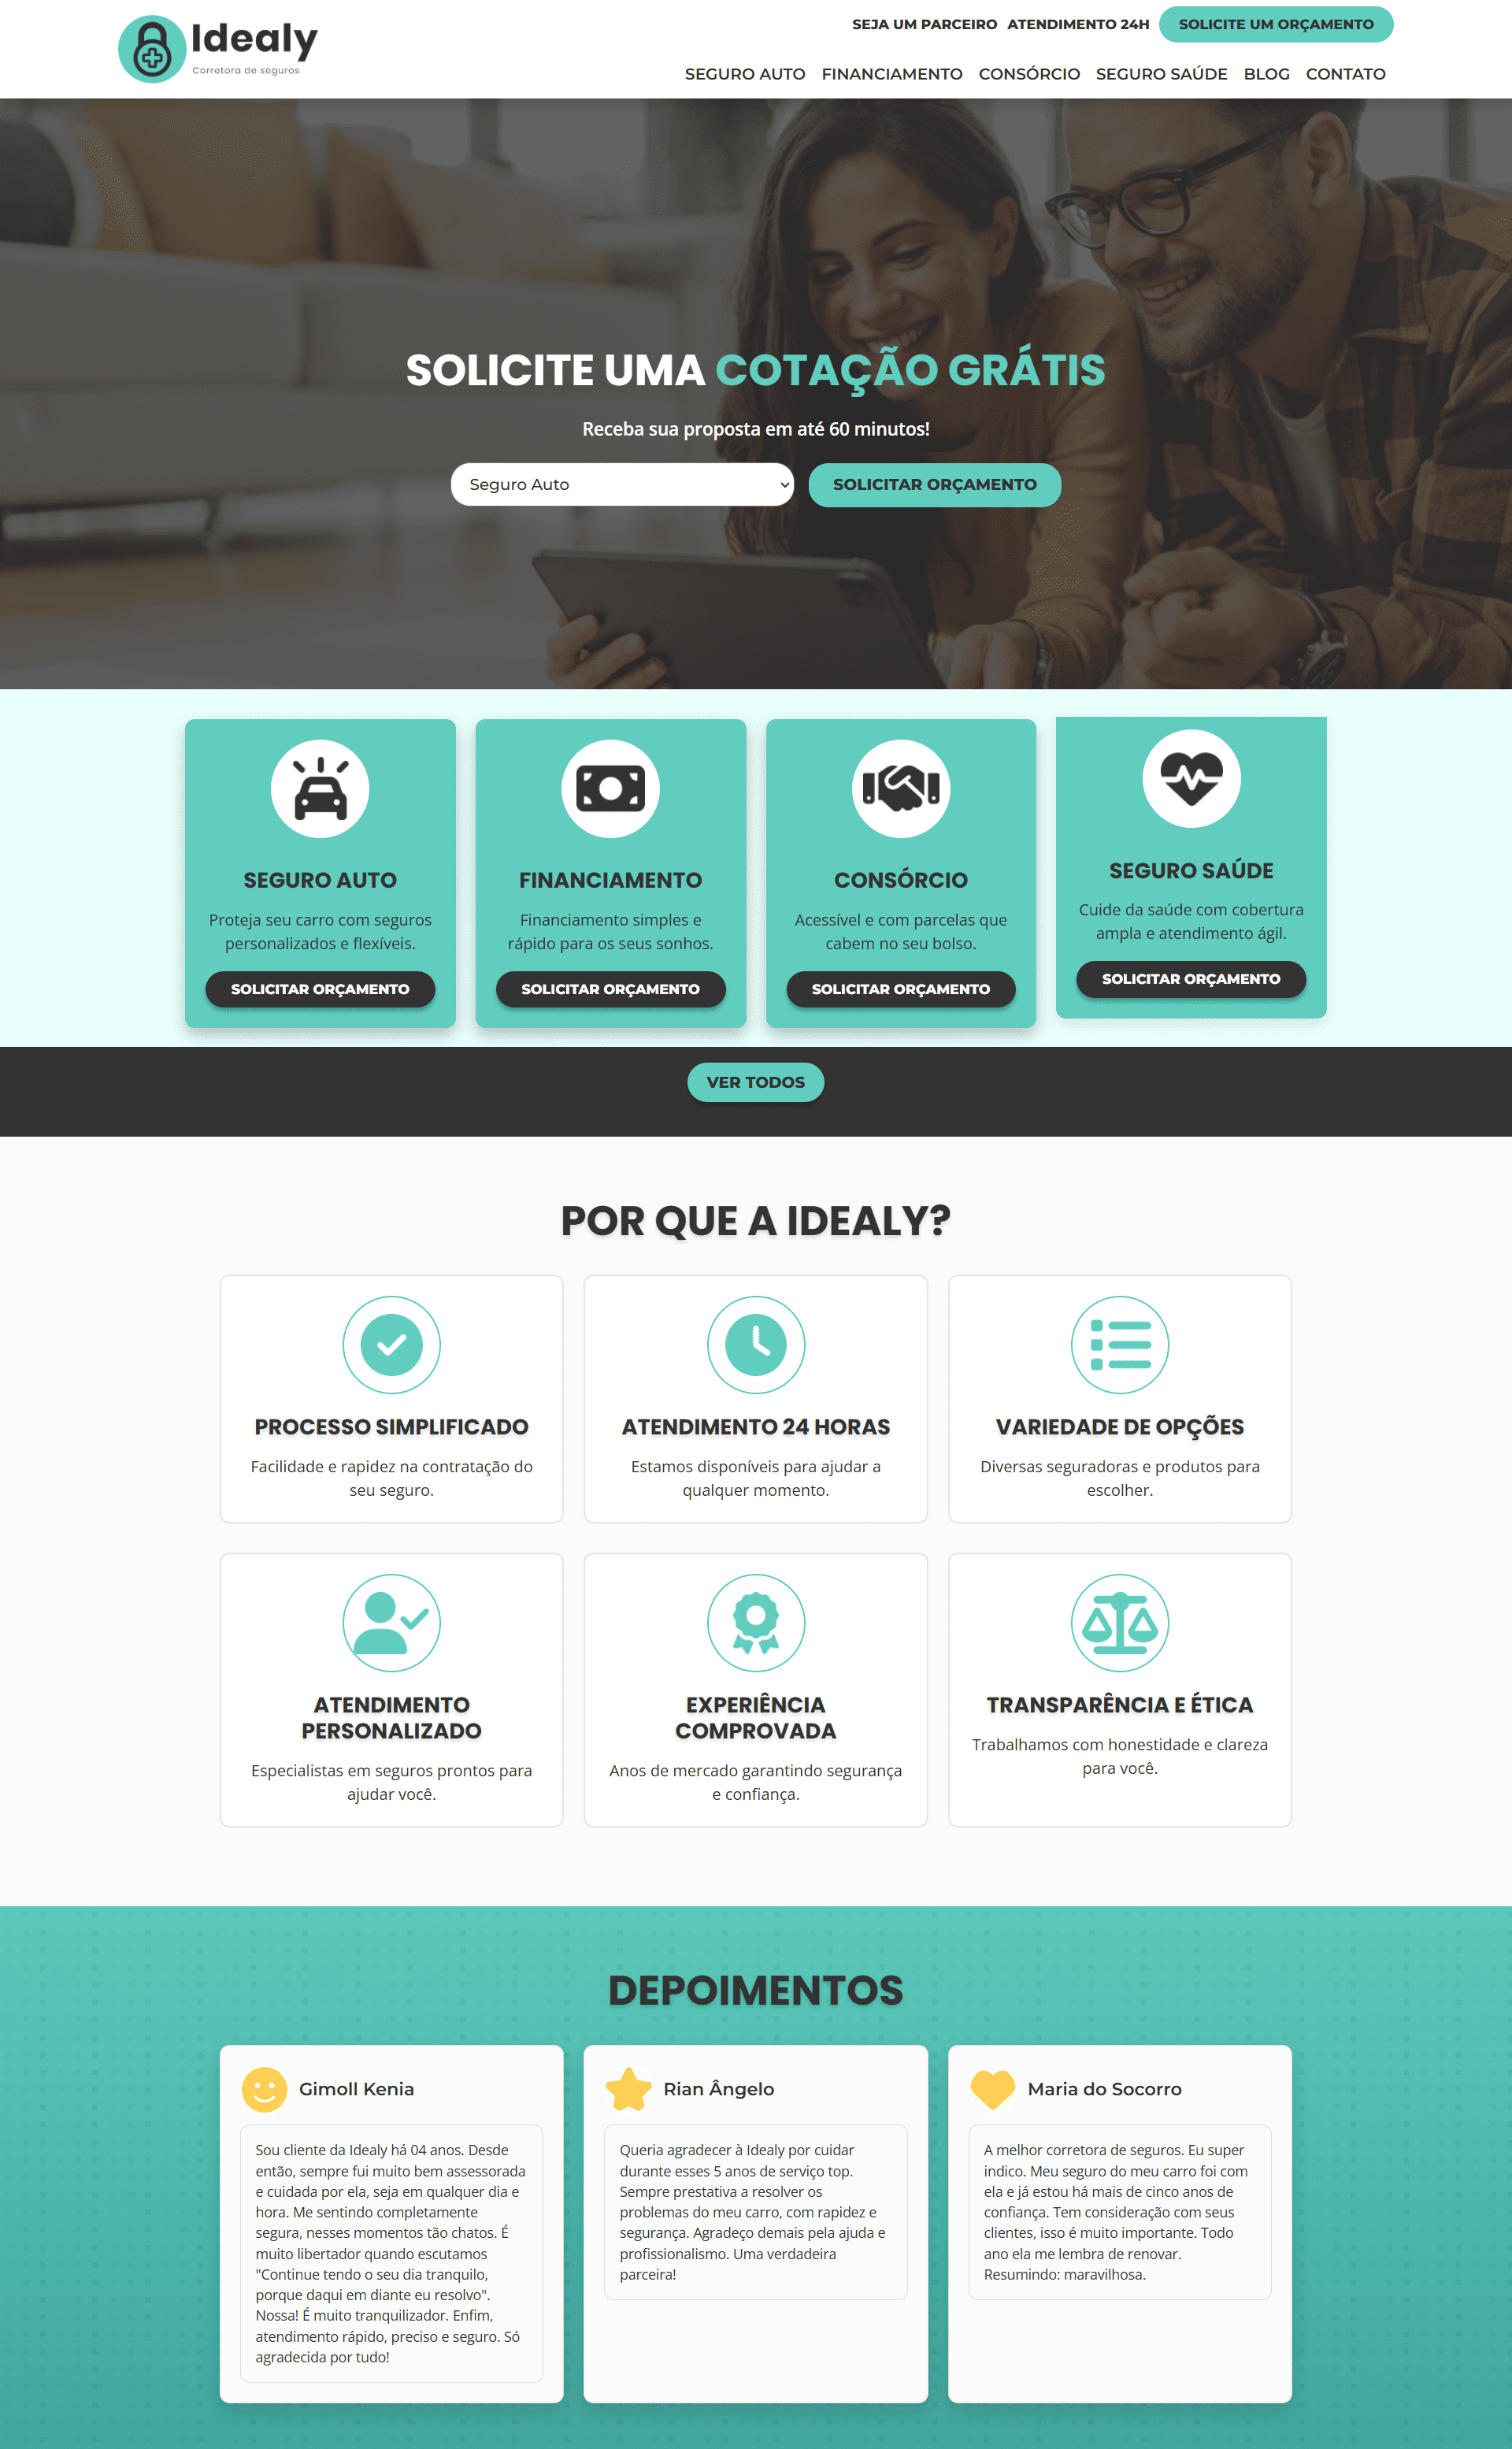 Idealy
Corretora de seguros
SEJA UM PARCEIRO ATENDIMENTO 24H SOLICITE UM ORÇAMENTO
SEGURO AUTO FINANCIAMENTO CONSÓRCIO SEGURO SAÚDE BLOG CONTATO
SOLICITE UMA COTAÇÃO GRÁTIS
Receba sua proposta em até 60 minutos!
Seguro Auto
SOLICITAR ORÇAMENTO
SEGURO AUTO
Proteja seu carro com seguros
personalizados e flexíveis.
SOLICITAR ORÇAMENTO
FINANCIAMENTO
Financiamento simples e
rápido para os seus sonhos.
SOLICITAR ORÇAMENTO
CONSÓRCIO
Acessível e com parcelas que
cabem no seu bolso.
SOLICITAR ORÇAMENTO
SEGURO SAÚDE
Cuide da saúde com cobertura
ampla e atendimento ágil.
SOLICITAR ORÇAMENTO
VER TODOS
POR QUE A IDEALY?
PROCESSO SIMPLIFICADO
Facilidade e rapidez na contratação do
seu seguro.
ATENDIMENTO 24 HORAS
Estamos disponíveis para ajudar a
qualquer momento.
VARIEDADE DE OPÇÕES
Diversas seguradoras e produtos para
escolher.
ATENDIMENTO
PERSONALIZADO
Especialistas em seguros prontos para
ajudar você.
EXPERIÊNCIA
COMPROVADA
Anos de mercado garantindo segurança
e confiança.
TRANSPARÊNCIA E ÉTICA
Trabalhamos com honestidade e clareza
para você.
DEPOIMENTOS
Gimoll Kenia
Sou cliente da Idealy há 04 anos. Desde
então, sempre fui muito bem assessorada
e cuidada por ela, seja em qualquer dia e
hora. Me sentindo completamente
segura, nesses momentos tão chatos. É
muito libertador quando escutamos
"Continue tendo o seu dia tranquilo,
porque daqui em diante eu resolvo".
Nossa! É muito tranquilizador. Enfim,
atendimento rápido, preciso e seguro. Só
agradecida por tudo!
Rian Ângelo
Queria agradecer à Idealy por cuidar
durante esses 5 anos de serviço top.
Sempre prestativa a resolver os
problemas do meu carro, com rapidez e
segurança. Agradeço demais pela ajuda e
profissionalismo. Uma verdadeira
parceira!
Maria do Socorro
A melhor corretora de seguros. Eu super
indico. Meu seguro do meu carro foi com
ela e já estou há mais de cinco anos de
confiança. Tem consideração com seus
clientes, isso é muito importante. Todo
ano ela me lembra de renovar.
Resumindo: maravilhosa.